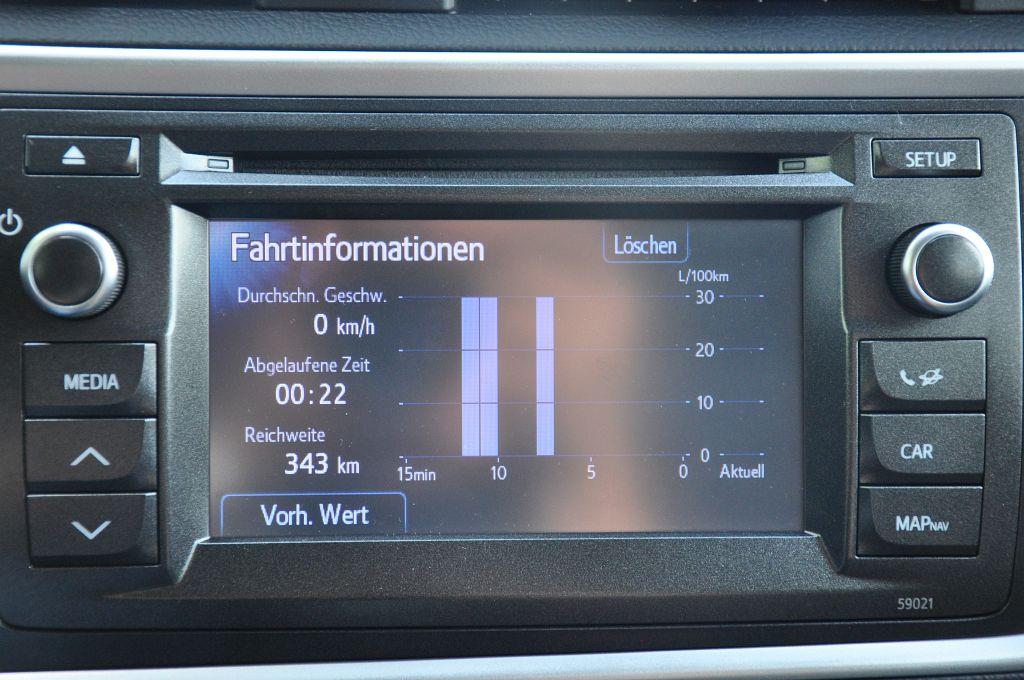 SETUP
Fahrtinformationen
Löschen
L/100km
Durchschn. Geschw.
30
0 km/h
MEDIA
Abgelaufene Zeit
20
00:22
10
CAR
Reichweite
0
343 km
15min 10 5 0 Aktuell
Vorh. Wert
MAPNAV
59021